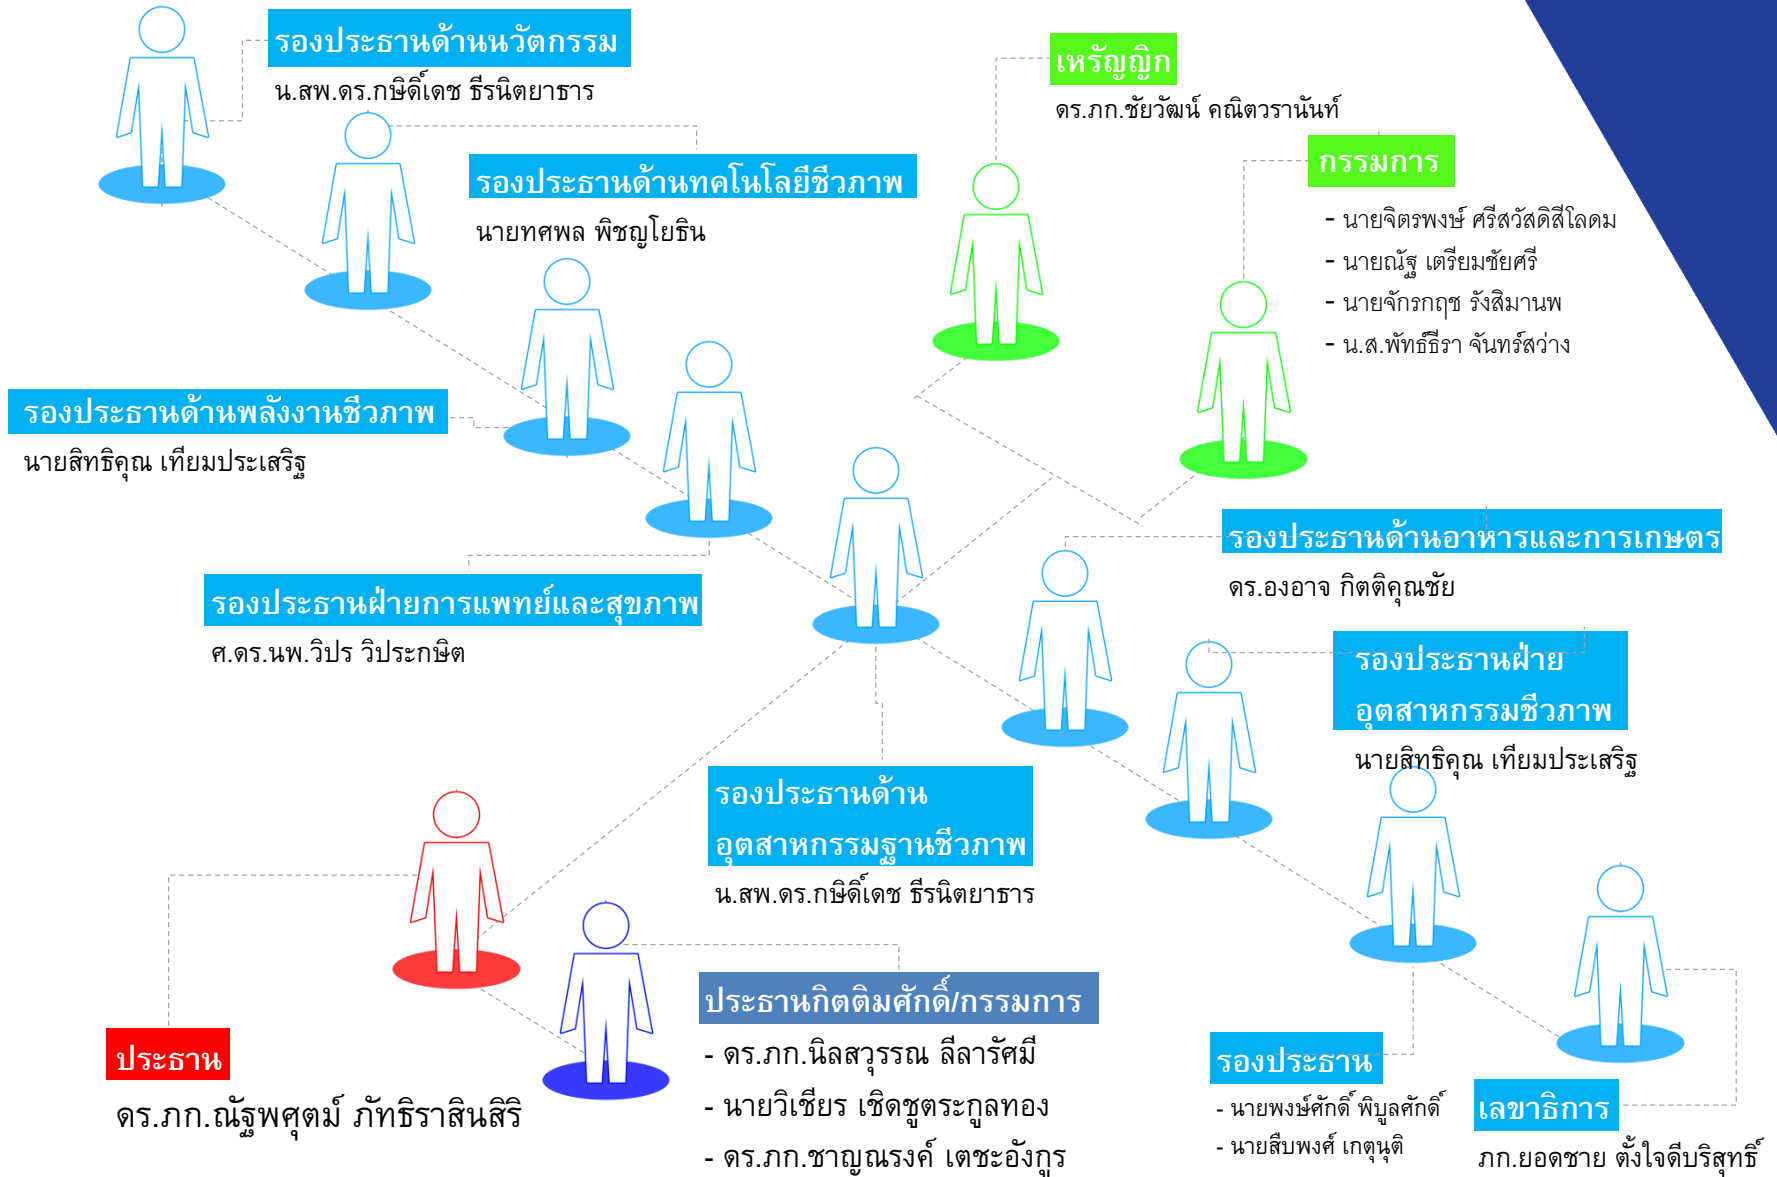 รองประธานด้านนวัตกรรม
น.สพ.ดร.กษิดิ์เดช ธีรนิตยาธาร
เหรัญญิก
ดร.ภก.ชัยวัฒน์ คณิตวรานันท์
รองประธานด้านทคโนโลยีชีวภาพ
นายทศพล พิชญโยธิน
กรรมการ
- นายจิตรพงษ์ ศรีสวัสดิสีโลดม
- นายณัฐ เตรียมชัยศรี
- นายจักรกฤช รังสิมานพ
- น.ส.พัทธ์ธีรา จันทร์สว่าง
รองประธานด้านพลังงานชีวภาพ
นายสิทธิคุณ เทียมประเสริฐ
รองประธานฝ่ายการแพทย์และสุขภาพ
ศ.ดร.นพ.วิปร วิประกษิต
รองประธานด้านอาหารและการเกษตร
ดร.องอาจ กิตติคุณชัย
รองประธานฝ่าย
อุตสาหกรรมชีวภาพ
นายสิทธิคุณ เทียมประเสริฐ
รองประธานด้าน
อุตสาหกรรมฐานชีวภาพ
น.สพ.ดร.กษิดิ์เดช ธีรนิตยาธาร
ประธาน
ดร.ภก.ณัฐพศุตม์ ภัทธิราสินสิริ
ประธานกิตติมศักดิ์/กรรมการ
- ดร.ภก.นิลสวุรรณ ลีลารัศมี
- นายวิเชียร เชิดชูตระกูลทอง
- ดร.ภก.ชาญณรงค์ เตชะอังกูร
รองประธาน
- นายพงษ์ศักดิ์ พิบูลศักดิ์
- นายสืบพงศ์ เกตุนุติ
เลขาธิการ
ภก.ยอดชาย ตั้งใจดีบริสุทธิ์